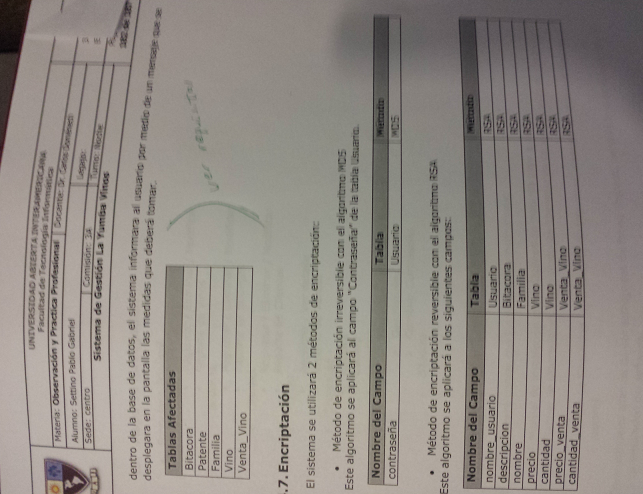 UNIVERSIDAD ABIERTA INTERAMERICANA
Facultad de Tecnología Informática
Materia: Observación y Practica Profesional
Docente: Dr. Carlos
Alumno: Settino Pablo Gabriel
Legajo:
Sede: centro
Comisión: 3A
Turno: Noche
Sistema de Gestión La Yumba Vinos
dentro de la base de datos, el sistema informara al usuario por medio de un mensaje que se
desplegara en la pantalla las medidas que deberá tomar.
Tablas Afectadas
Bitacora
Patente
Familia
Vino
Venta_Vino
ver
.7. Encriptación
El sistema se utilizará 2 métodos de encriptación:
• Método de encriptación irreversible con el algoritmo MD5
Este algoritmo se aplicará al campo "Contraseña" de la tabla Usuario.
Nombre del Campo Tabla Metodo
contraseña Usuario MD5
• Método de encriptación reversible con el algoritmo RSA
Este algoritmo se aplicará a los siguientes campos:
Nombre del Campo Tabla Metodo
nombre_usuario Usuario RSA
descripcion Bitacora RSA
nombre Familia RSA
precio Vino RSA
cantidad Vino RSA
precio_venta Venta_Vino RSA
cantidad_venta Venta_Vino RSA